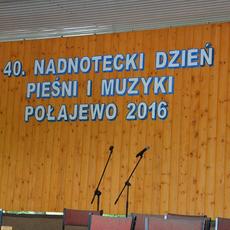 40. NADNOTECKI DZIEŃ
PIEŚNI I MUZYKI
POŁAJEWO 2016